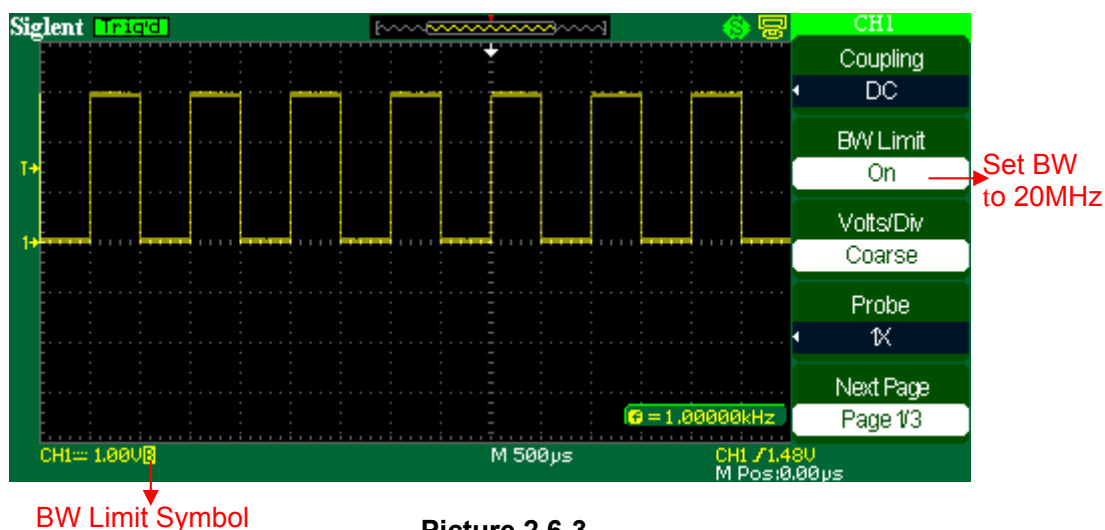 Siglent Trig'd CH1
Coupling
DC
BW Limit
On
Set BW
to 20MHz
Volts/Div
Coarse
Probe
1X
Next Page
Page 1/3
T
1
f = 1.00000kHz
CH1 1.00V B M 500μs CH1 1.48V
M Pos:0.00μs
BW Limit Symbol
Picture 2.6-3